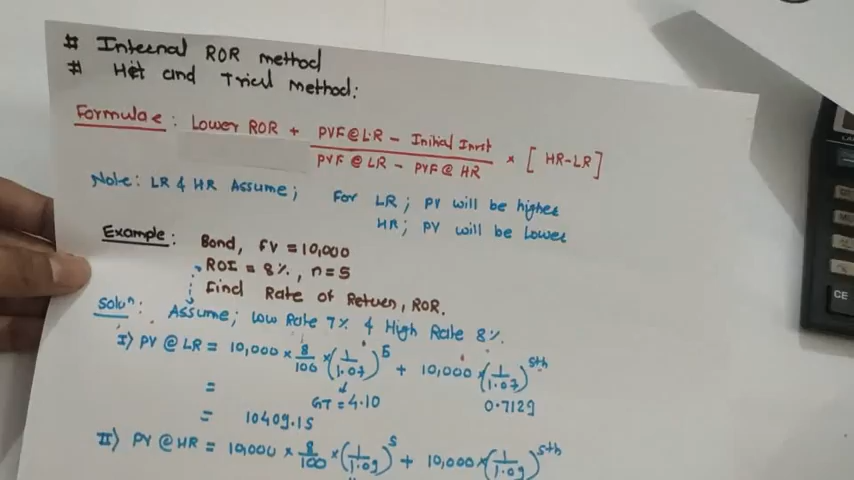 # Internal ROR method
# Hit and Trial method:
Formulae: Lower ROR + PVF@LR - Initial Invst / PVF@LR - PVF@HR × [HR-LR]
Note: LR & HR Assume; For LR; PV will be higher
HR; PV will be Lower
Example: Bond, FV = 10,000
ROI = 8%, n=5
Find Rate of Return, ROR.
Soluⁿ: Assume; Low Rate 7% & High Rate 8%.
I) PV @ LR = 10,000 × 8/100 × (1/1.07)^5 + 10,000 × (1/1.07)^5th
= GT = 4.10 0.7129
= 10409.15
II) PV @ HR = 10,000 × 8/100 × (1/1.09)^5 + 10,000 × (1/1.09)^5th
CE